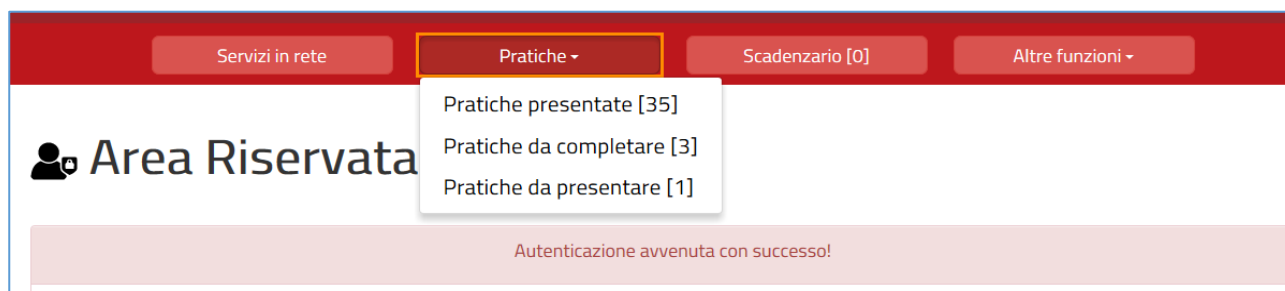 Servizi in rete Pratiche Scadenzario [0] Altre funzioni
Pratiche presentate [35]
Pratiche da completare [3]
Pratiche da presentare [1]
Area Riservata
Autenticazione avvenuta con successo!